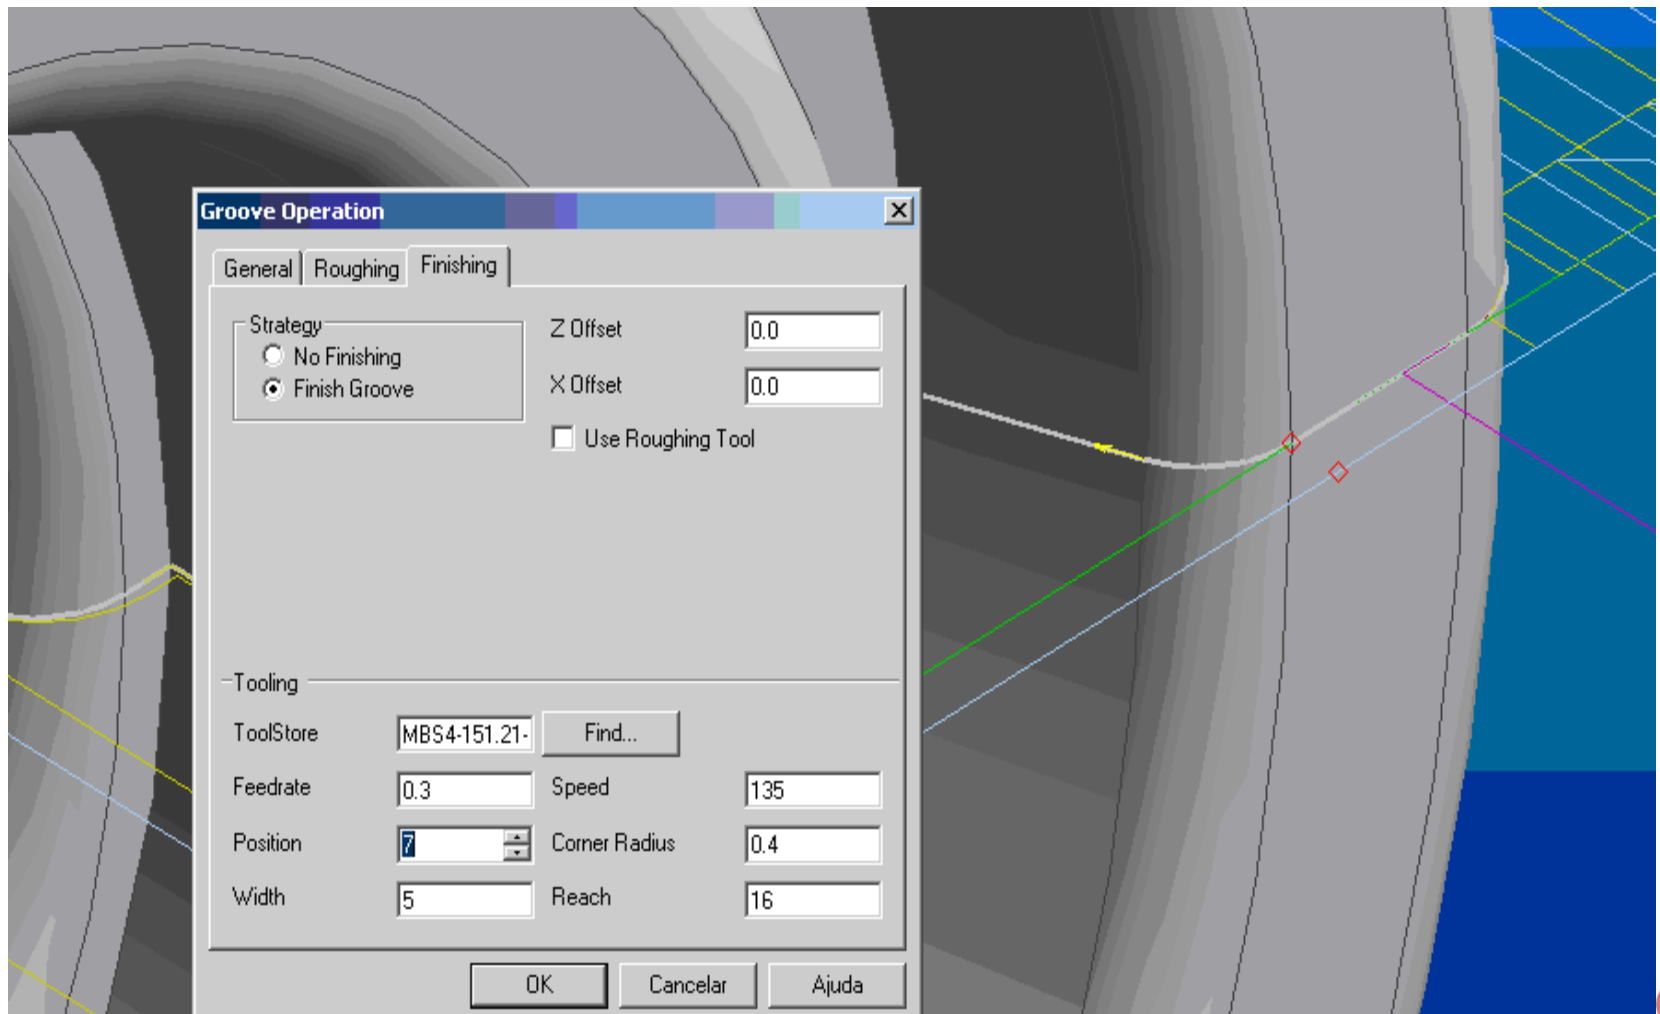 Groove Operation
General Roughing Finishing
Strategy
No Finishing
Finish Groove
Z Offset 0.0
X Offset 0.0
Use Roughing Tool
Tooling
ToolStore MBS4-151.21- Find...
Feedrate 0.3 Speed 135
Position 7 Corner Radius 0.4
Width 5 Reach 16
OK Cancelar Ajuda